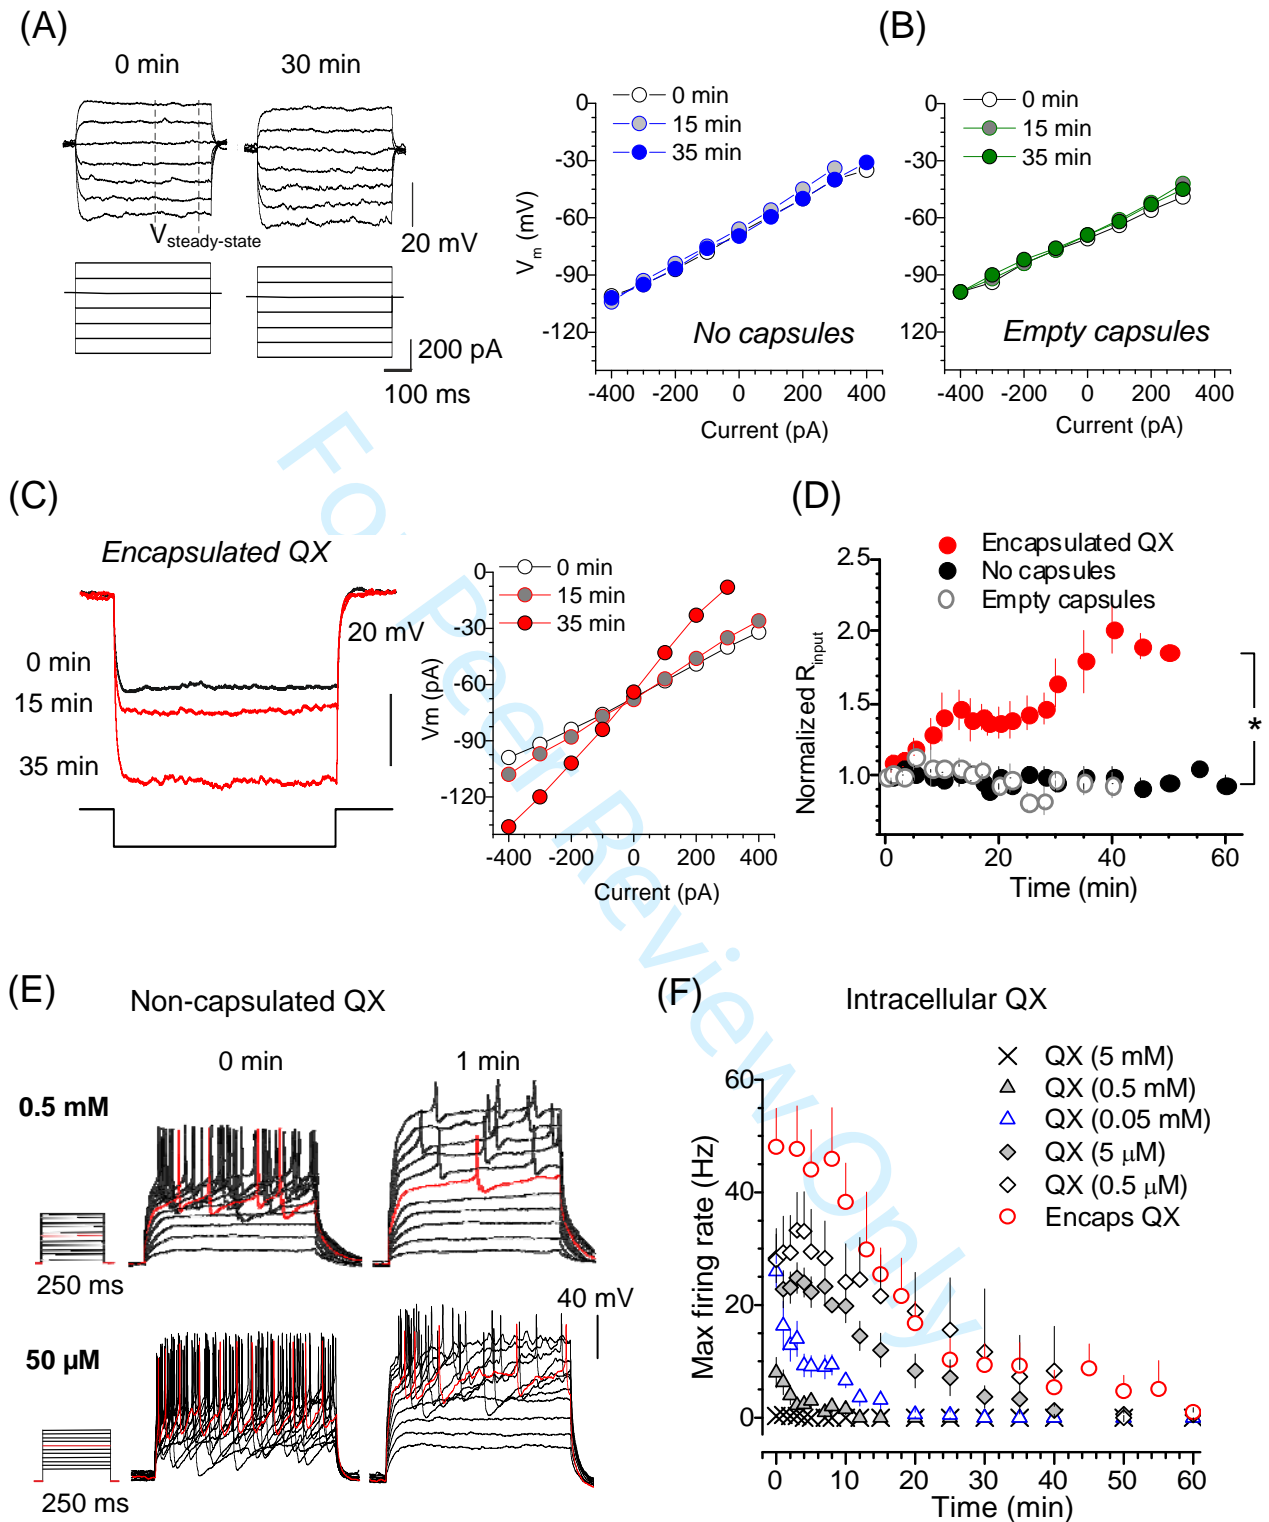 (A)
0 min
30 min
V steady-state
20 mV
200 pA
100 ms
0 min
15 min
35 min
0
-30
-60
-90
-120
V m (mV)
No capsules
-400 -200 0 200 400
Current (pA)
(B)
0 min
15 min
35 min
0
-30
-60
-90
120
Empty capsules
-400 -200 0 200 400
Current (pA)
(C)
Encapsulated QX
20 mV
0 min
15 min
35 min
0 min
15 min
35 min
0
-30
-60
-90
-120
Vm (pA)
-400 -200 0 200 400
Current (pA)
(D)
Encapsulated QX
No capsules
Empty capsules
2.5
2.0
1.5
1.0
Normalized R input
*
0 20 40 60
Time (min)
(E)
Non-capsulated QX
0 min
1 min
0.5 mM
250 ms
40 mV
50 µM
250 ms
(F)
Intracellular QX
QX (5 mM)
QX (0.5 mM)
QX (0.05 mM)
QX (5 µM)
QX (0.5 µM)
Encaps QX
60
40
20
0
Max firing rate (Hz)
0 10 20 30 40 50 60
Time (min)
For Peer Review Only